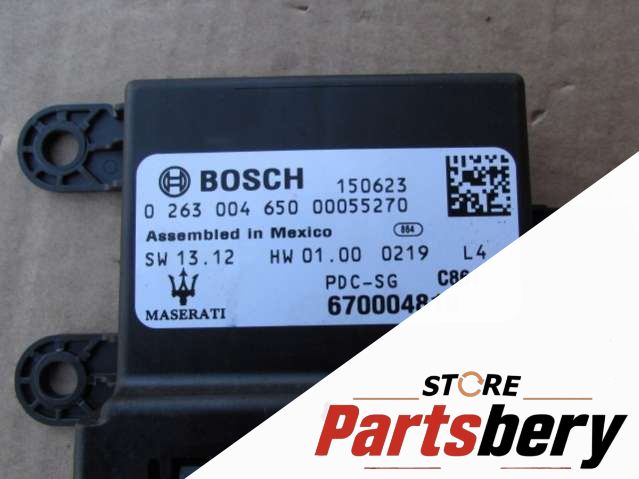 BOSCH 150623
0 263 004 650 00055270
Assembled in Mexico 864
SW 13.12 HW 01.00 0219 L4
PDC-SG
MASERATI
STORE
Partsbery